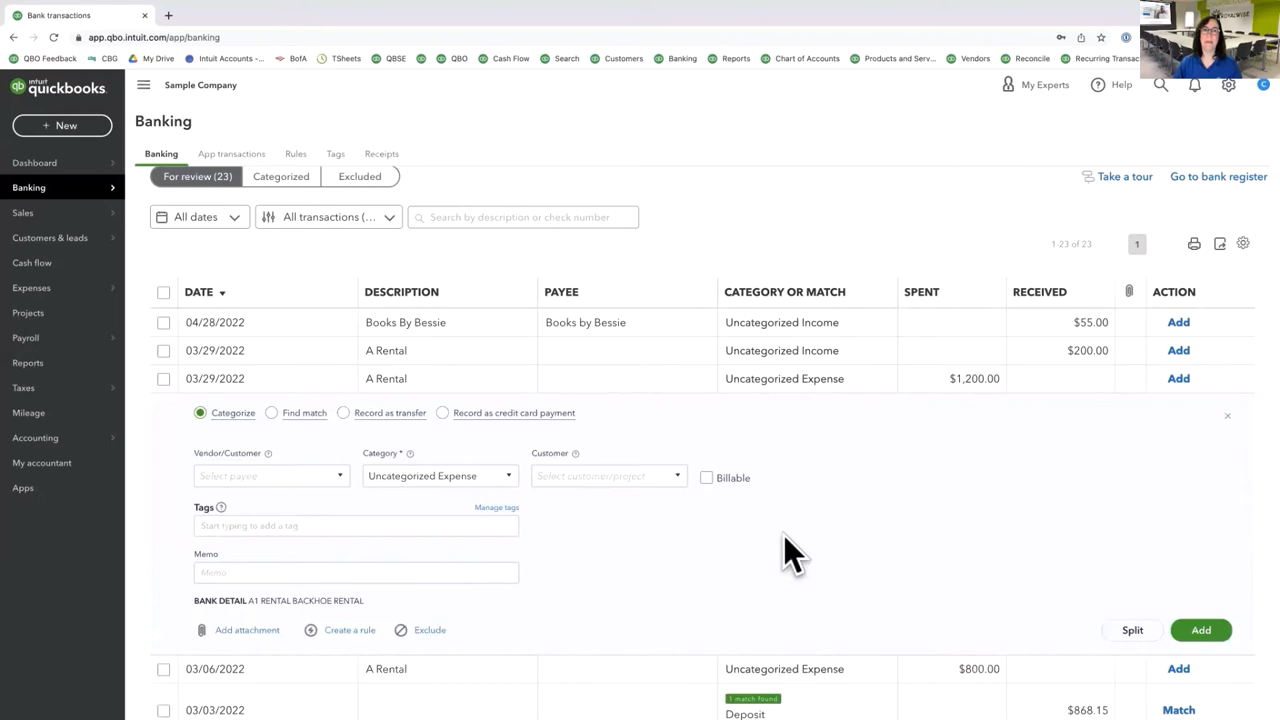 Bank transactions
app.qbo.intuit.com/app/banking
QBO Feedback CBG My Drive Intuit Accounts -... BofA TSheets QBSE QBO Cash Flow Search Customers Banking Reports Chart of Accounts Products and Serv... Vendors Reconcile Recurring Transac
ROYALWISE
intuit quickbooks
Sample Company
My Experts Help C
+ New
Banking
Banking App transactions Rules Tags Receipts
Dashboard
Banking
Sales
Customers & leads
Cash flow
Expenses
Projects
Payroll
Reports
Taxes
Mileage
Accounting
My accountant
Apps
For review (23) Categorized Excluded
Take a tour Go to bank register
All dates All transactions (... Search by description or check number
1-23 of 23 1
DATE DESCRIPTION PAYEE CATEGORY OR MATCH SPENT RECEIVED ACTION
04/28/2022 Books By Bessie Books by Bessie Uncategorized Income $55.00 Add
03/29/2022 A Rental Uncategorized Income $200.00 Add
03/29/2022 A Rental Uncategorized Expense $1,200.00 Add
Categorize Find match Record as transfer Record as credit card payment
Vendor/Customer Category * Customer
Select payee Uncategorized Expense Select customer/project Billable
Tags Manage tags
Start typing to add a tag
Memo
Memo
BANK DETAIL A1 RENTAL BACKHOE RENTAL
Add attachment Create a rule Exclude Split Add
03/06/2022 A Rental Uncategorized Expense $800.00 Add
1 match found
03/03/2022 Deposit $868.15 Match